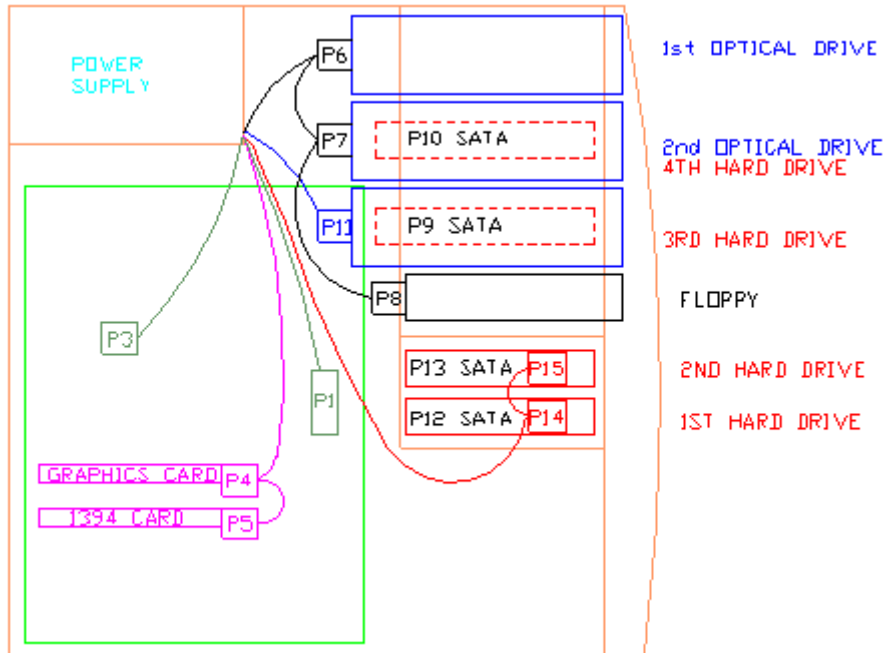 POWER
SUPPLY
P6
1st OPTICAL DRIVE
P7
P10 SATA
2nd OPTICAL DRIVE
4TH HARD DRIVE
P11
P9 SATA
3RD HARD DRIVE
P8
FLOPPY
P3
P13 SATA
P15
2ND HARD DRIVE
P1
P12 SATA
P14
1ST HARD DRIVE
GRAPHICS CARD
P4
1394 CARD
P5